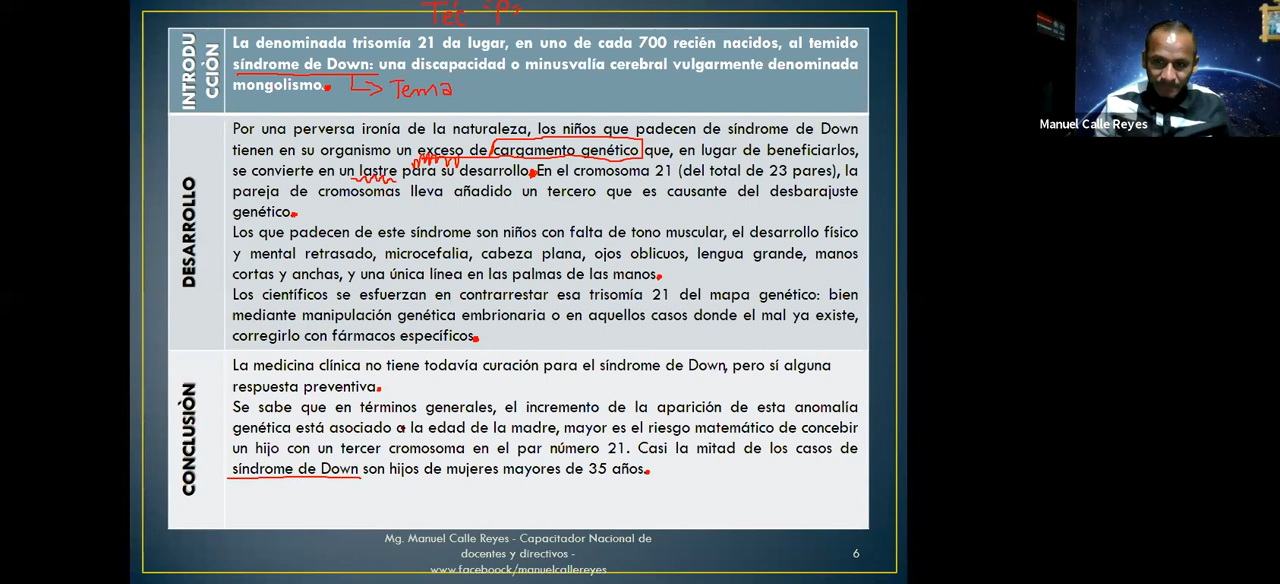 INTRODU
CCIÓN
La denominada trisomía 21 da lugar, en uno de cada 700 recién nacidos, al temido
síndrome de Down: una discapacidad o minusvalía cerebral vulgarmente denominada
mongolismo.
Tema
Manuel Calle Reyes
DESARROLLO
Por una perversa ironía de la naturaleza, los niños que padecen de síndrome de Down
tienen en su organismo un exceso de cargamento genético que, en lugar de beneficiarlos,
se convierte en un lastre para su desarrollo. En el cromosoma 21 (del total de 23 pares), la
pareja de cromosomas lleva añadido un tercero que es causante del desbarajuste
genético.
Los que padecen de este síndrome son niños con falta de tono muscular, el desarrollo físico
y mental retrasado, microcefalia, cabeza plana, ojos oblicuos, lengua grande, manos
cortas y anchas, y una única línea en las palmas de las manos.
Los científicos se esfuerzan en contrarrestar esa trisomía 21 del mapa genético: bien
mediante manipulación genética embrionaria o en aquellos casos donde el mal ya existe,
corregirlo con fármacos específicos.
CONCLUSIÒN
La medicina clínica no tiene todavía curación para el síndrome de Down, pero sí alguna
respuesta preventiva.
Se sabe que en términos generales, el incremento de la aparición de esta anomalía
genética está asociado a la edad de la madre, mayor es el riesgo matemático de concebir
un hijo con un tercer cromosoma en el par número 21. Casi la mitad de los casos de
síndrome de Down son hijos de mujeres mayores de 35 años.
Mg. Manuel Calle Reyes - Capacitador Nacional de
docentes y directivos -
www.faceboock/manuelcallereyes
6